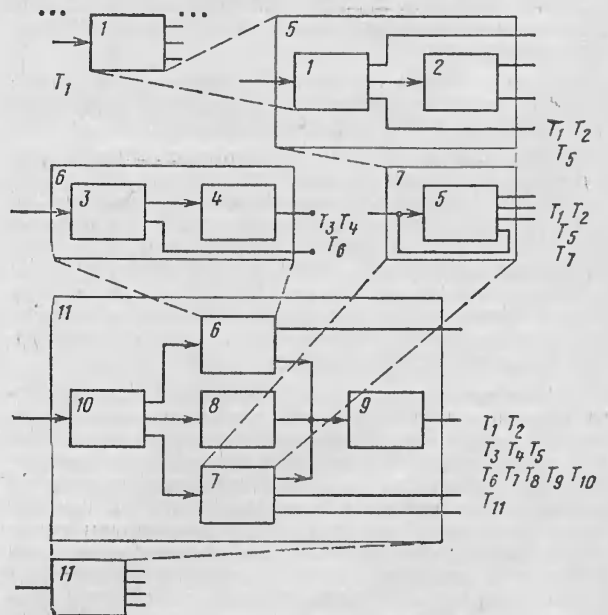 1
5
1
2
T₁
T₁ T₂
T₅
6
3
4
T₃ T₄
T₆
7
5
T₁ T₂
T₅
T₇
11
6
10
8
9
7
T₁ T₂
T₃ T₄ T₅
T₆ T₇ T₈ T₉ T₁₀
T₁₁
11